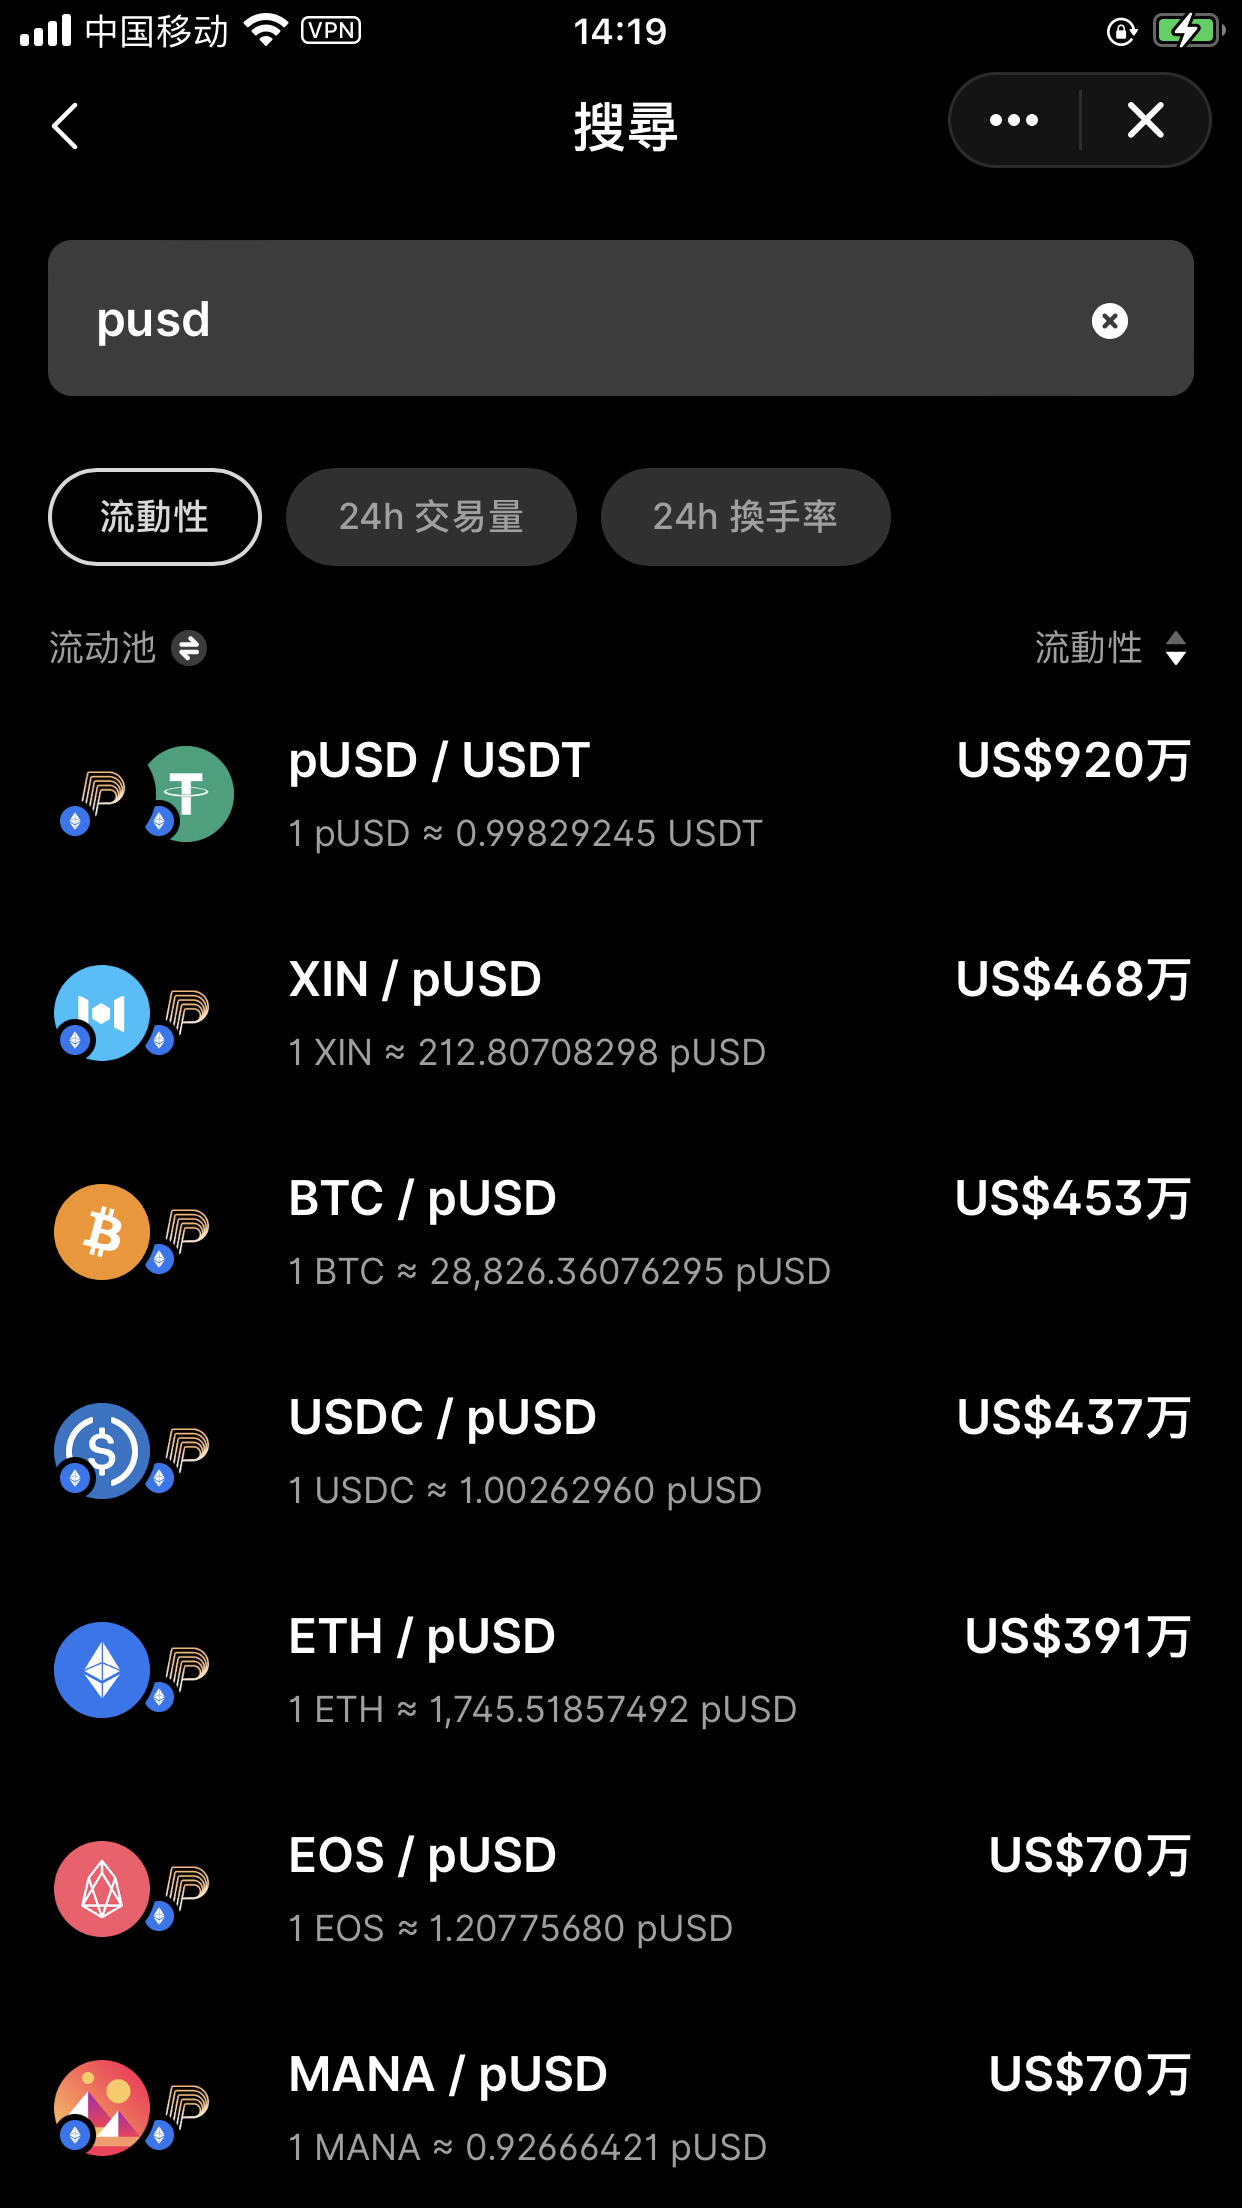 中国移动 VPN 14:19
搜尋
pusd
流動性 24h 交易量 24h 換手率
流动池 流動性
pUSD / USDT US$920万
1 pUSD ≈ 0.99829245 USDT
XIN / pUSD US$468万
1 XIN ≈ 212.80708298 pUSD
BTC / pUSD US$453万
1 BTC ≈ 28,826.36076295 pUSD
USDC / pUSD US$437万
1 USDC ≈ 1.00262960 pUSD
ETH / pUSD US$391万
1 ETH ≈ 1,745.51857492 pUSD
EOS / pUSD US$70万
1 EOS ≈ 1.20775680 pUSD
MANA / pUSD US$70万
1 MANA ≈ 0.92666421 pUSD